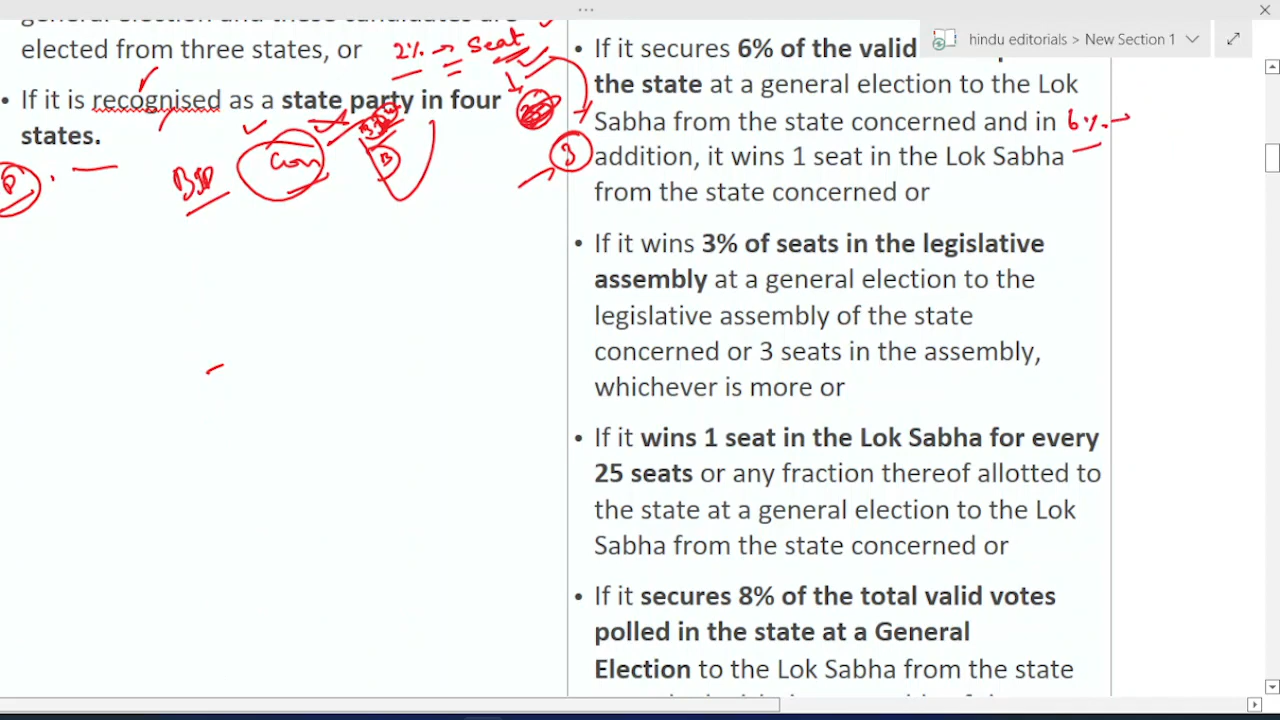 …
hindu editorials > New Section 1
elected from three states, or
2% → Seat
• If it is recognised as a state party in four
states.
BJP
Con
B
• If it secures 6% of the valid
the state at a general election to the Lok
Sabha from the state concerned and in 6%. →
3
addition, it wins 1 seat in the Lok Sabha
from the state concerned or
• If it wins 3% of seats in the legislative
assembly at a general election to the
legislative assembly of the state
concerned or 3 seats in the assembly,
whichever is more or
• If it wins 1 seat in the Lok Sabha for every
25 seats or any fraction thereof allotted to
the state at a general election to the Lok
Sabha from the state concerned or
• If it secures 8% of the total valid votes
polled in the state at a General
Election to the Lok Sabha from the state